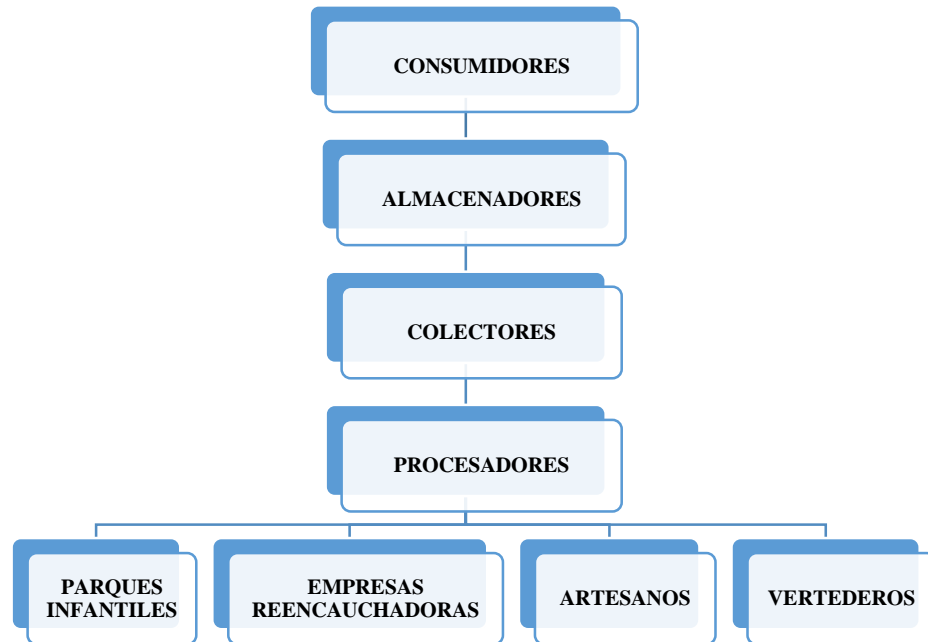 CONSUMIDORES
ALMACENADORES
COLECTORES
PROCESADORES
PARQUES
INFANTILES
EMPRESAS
REENCAUCHADORAS
ARTESANOS
VERTEDEROS